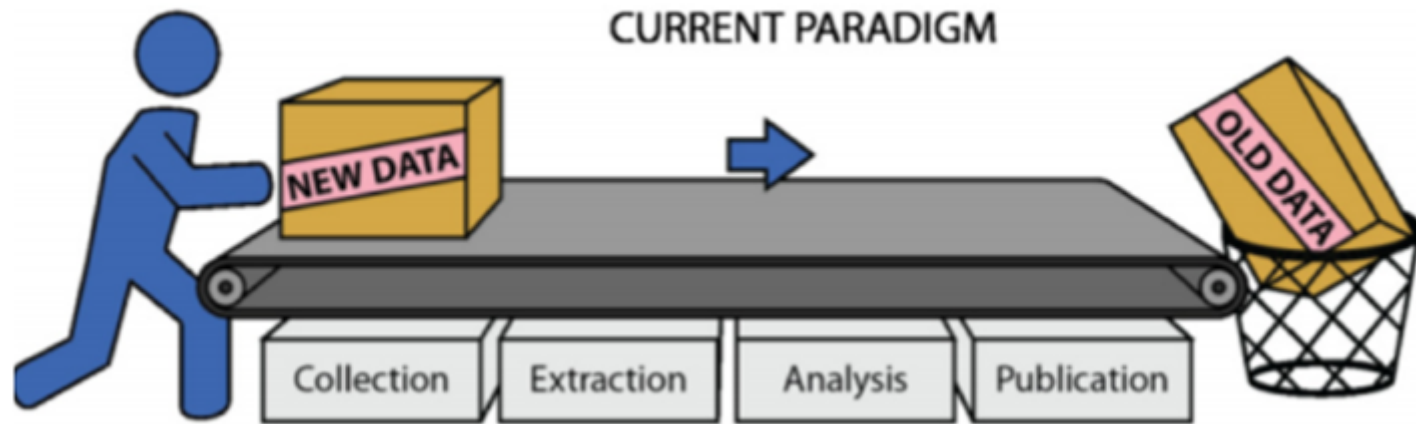 CURRENT PARADIGM
NEW DATA
OLD DATA
Collection
Extraction
Analysis
Publication